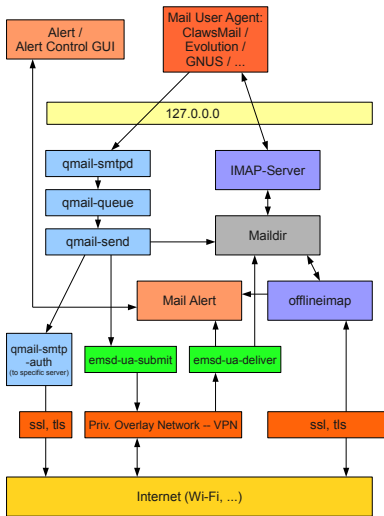 Alert /
Alert Control GUI
Mail User Agent:
ClawsMail /
Evolution /
GNUS / ...
127.0.0.0
qmail-smtpd
IMAP-Server
qmail-queue
qmail-send
Maildir
Mail Alert
offlineimap
qmail-smtp
-auth
(to specific server)
emsd-ua-submit
emsd-ua-deliver
ssl, tls
Priv. Overlay Network -- VPN
ssl, tls
Internet (Wi-Fi, ...)